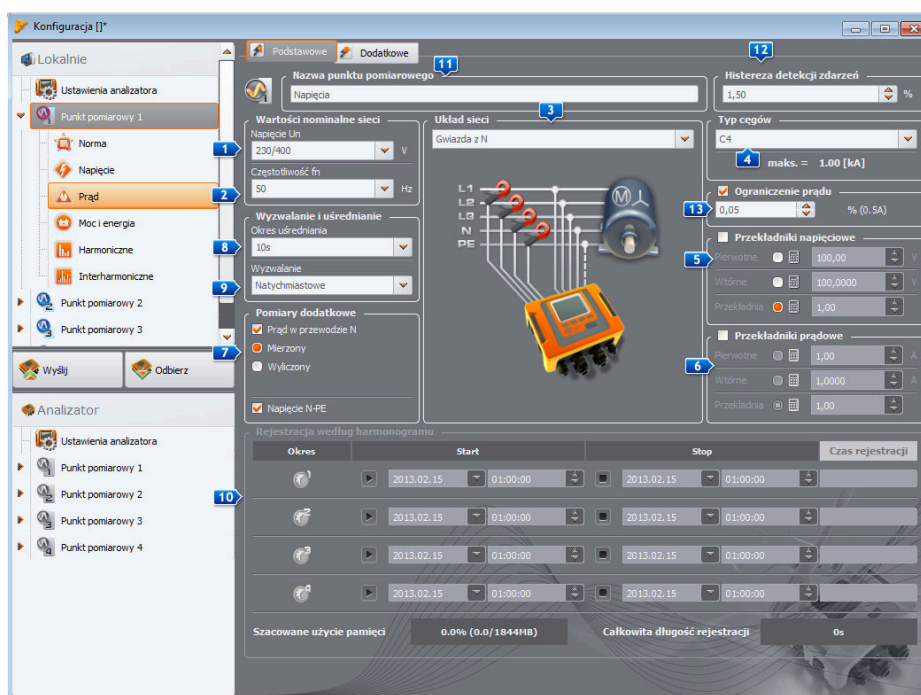 Konfiguracja []*
Lokalnie
Ustawienia analizatora
Punkt pomiarowy 1
Norma
Napięcie
Prąd
Moc i energia
Harmoniczne
Interharmoniczne
Punkt pomiarowy 2
Punkt pomiarowy 3
Wyślij
Odbierz
Analizator
Ustawienia analizatora
Punkt pomiarowy 1
Punkt pomiarowy 2
Punkt pomiarowy 3
Punkt pomiarowy 4
Podstawowe
Dodatkowe
11
Nazwa punktu pomiarowego
Napięcia
12
Histereza detekcji zdarzeń
1,50 %
Wartości nominalne sieci
Napięcie Un
1 230/400 V
Częstotliwość fn
2 50 Hz
Wyzwalanie i uśrednianie
Okres uśredniania
8 10s
Wyzwalanie
9 Natychmiastowe
Pomiary dodatkowe
Prąd w przewodzie N
7 Mierzony
Wyliczony
Napięcie N-PE
3
Układ sieci
Gwiazda z N
L1
L2
L3
N
PE
M
Typ cęgów
C4
4 maks. = 1.00 [kA]
Ograniczenie prądu
13 0,05 % (0.5A)
Przekładniki napięciowe
5 Pierwotne 100,00 V
Wtórne 100,0000 V
Przekładnia 1,00
Przekładniki prądowe
6 Pierwotne 1,00 A
Wtórne 1,0000 A
Przekładnia 1,00
Rejestracja według harmonogramu
Okres Start Stop Czas rejestracji
10
1 2013.02.15 01:00:00 2013.02.15 01:00:00
2 2013.02.15 01:00:00 2013.02.15 01:00:00
3 2013.02.15 01:00:00 2013.02.15 01:00:00
4 2013.02.15 01:00:00 2013.02.15 01:00:00
Szacowane użycie pamięci 0.0% (0.0/1844MB) Całkowita długość rejestracji 0s